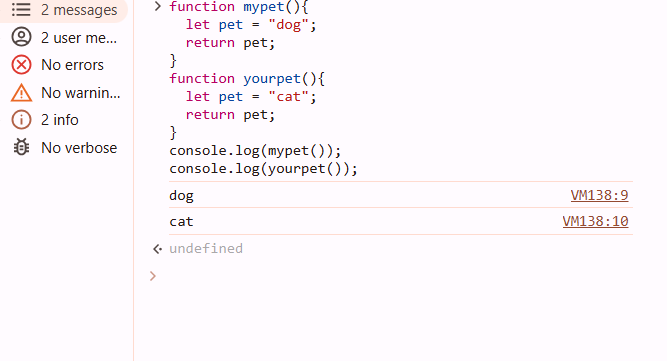 2 messages
2 user me...
No errors
No warnin...
2 info
No verbose
function mypet(){
  let pet = "dog";
  return pet;
}
function yourpet(){
  let pet = "cat";
  return pet;
}
console.log(mypet());
console.log(yourpet());
dog VM138:9
cat VM138:10
undefined